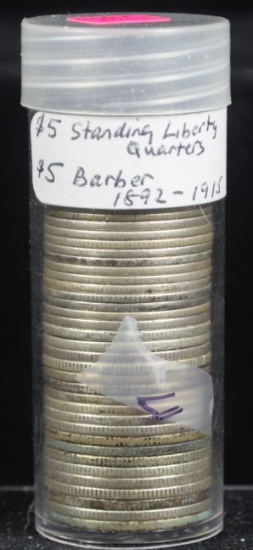 $5 Standing Liberty
Quarters
$5 Barber
1892-1915